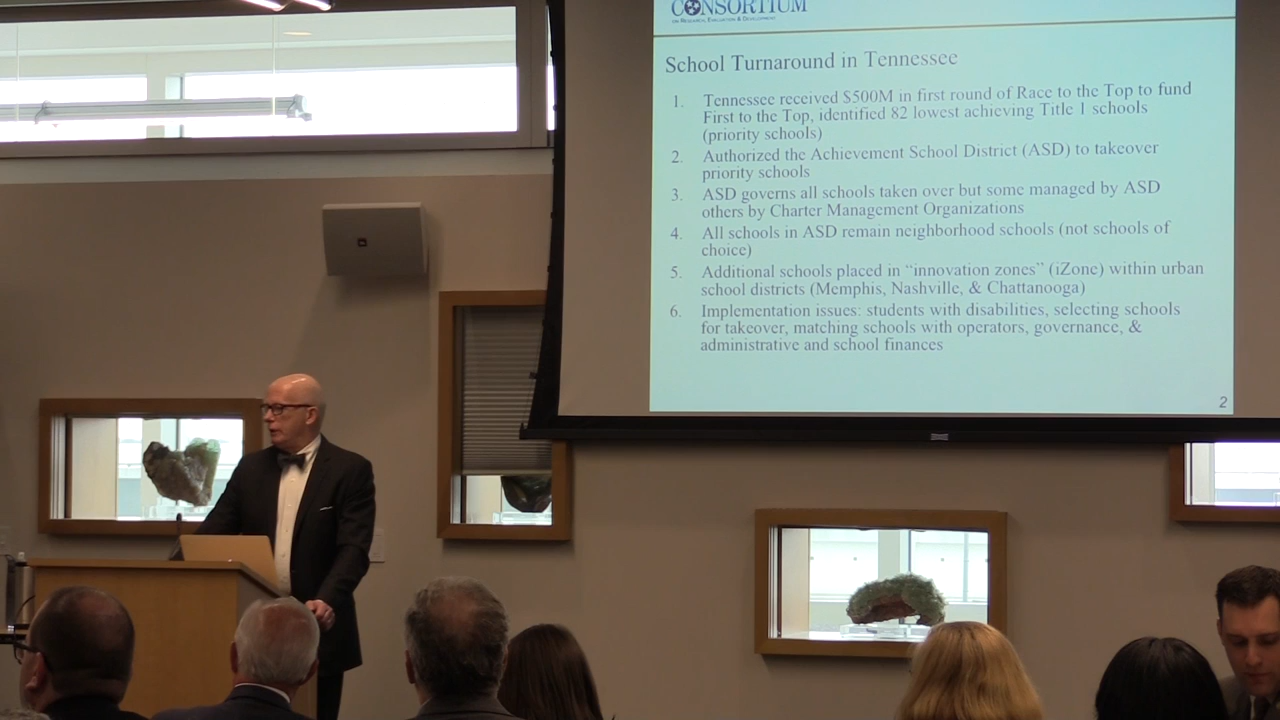 CONSORTIUM
ON RESEARCH, EVALUATION & DEVELOPMENT
School Turnaround in Tennessee
1. Tennessee received $500M in first round of Race to the Top to fund
First to the Top, identified 82 lowest achieving Title 1 schools
(priority schools)
2. Authorized the Achievement School District (ASD) to takeover
priority schools
3. ASD governs all schools taken over but some managed by ASD
others by Charter Management Organizations
4. All schools in ASD remain neighborhood schools (not schools of
choice)
5. Additional schools placed in “innovation zones” (iZone) within urban
school districts (Memphis, Nashville, & Chattanooga)
6. Implementation issues: students with disabilities, selecting schools
for takeover, matching schools with operators, governance, &
administrative and school finances
2